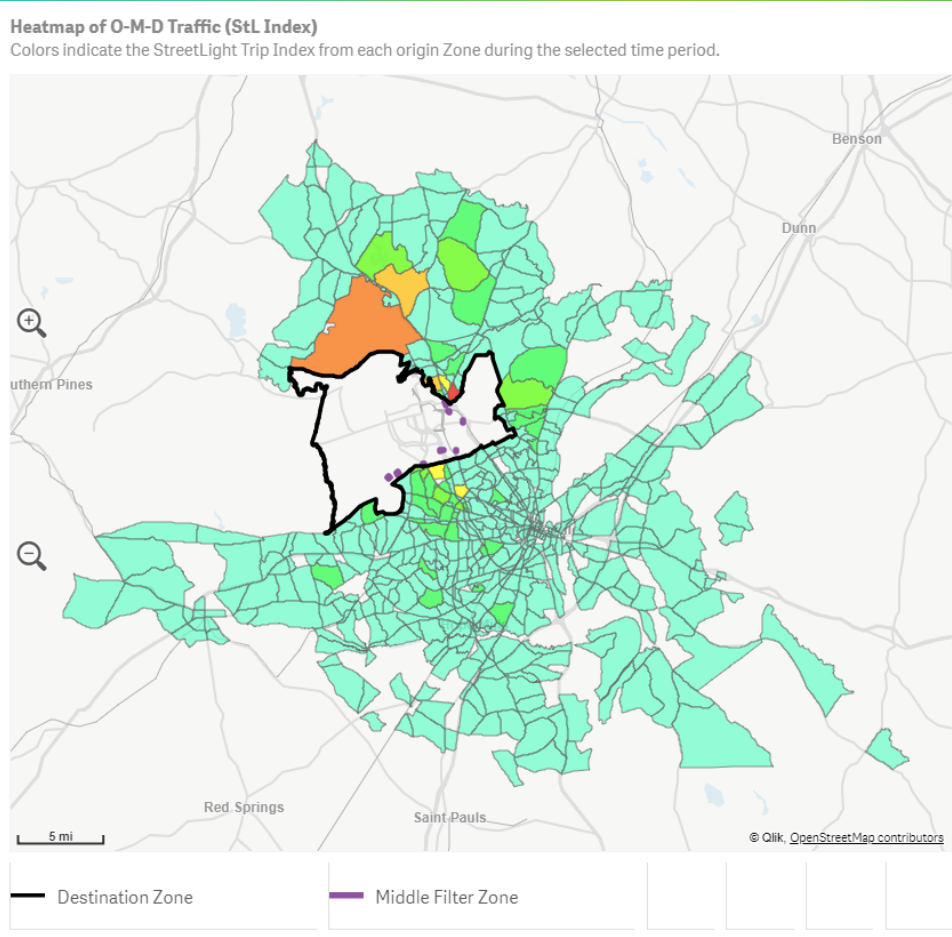 Heatmap of O-M-D Traffic (StL Index)
Colors indicate the StreetLight Trip Index from each origin Zone during the selected time period.
Benson
Dunn
uthern Pines
Red Springs
Saint Pauls
5 mi
© Qlik, OpenStreetMap contributors
Destination Zone
Middle Filter Zone